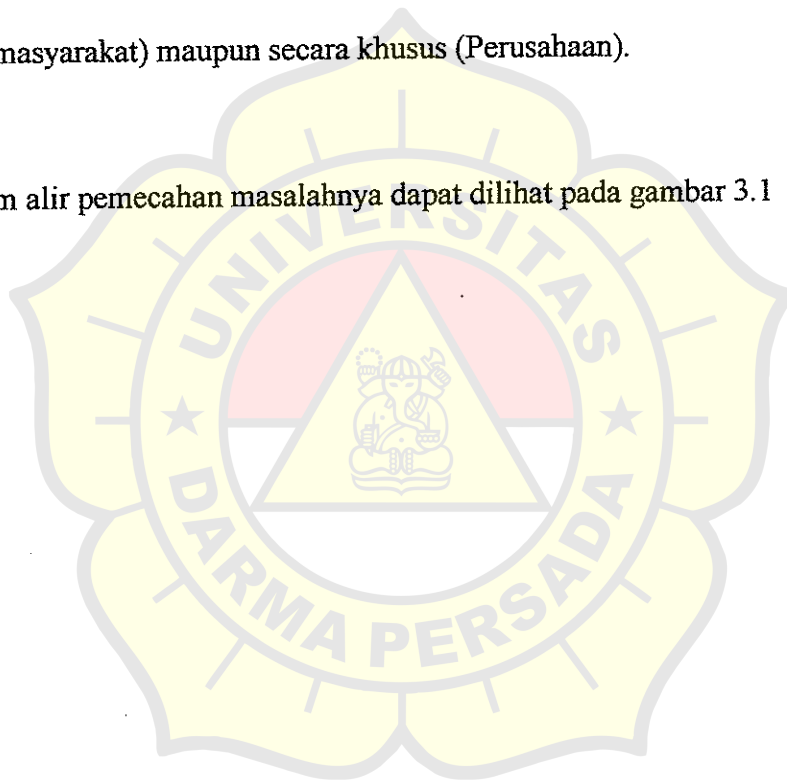 masyarakat) maupun secara khusus (Perusahaan).
alir pemecahan masalahnya dapat dilihat pada gambar 3.1
UNIVERSITAS
DARMA PERSADA